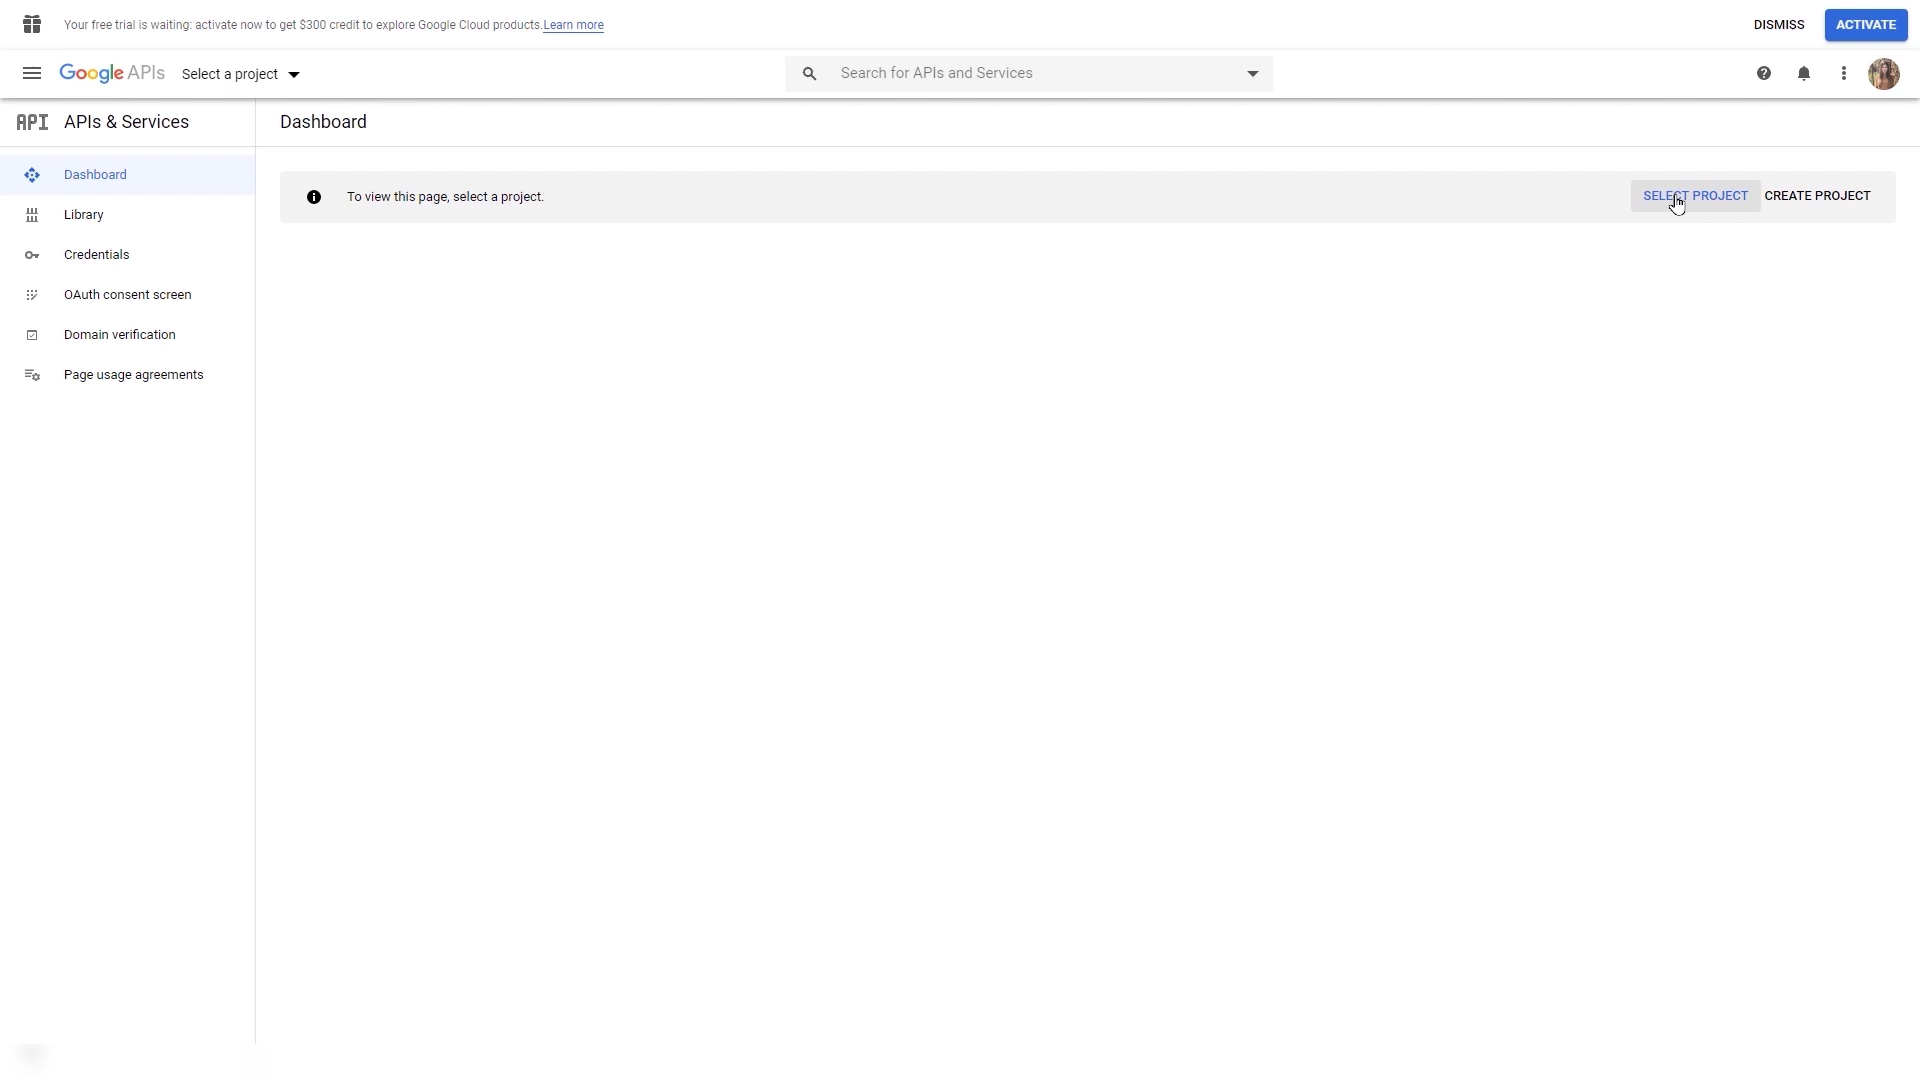 Your free trial is waiting: activate now to get $300 credit to explore Google Cloud products. Learn more
DISMISS
ACTIVATE
Google APIs
Select a project
Search for APIs and Services
API
APIs & Services
Dashboard
Dashboard
Library
Credentials
OAuth consent screen
Domain verification
Page usage agreements
To view this page, select a project.
SELECT PROJECT
CREATE PROJECT